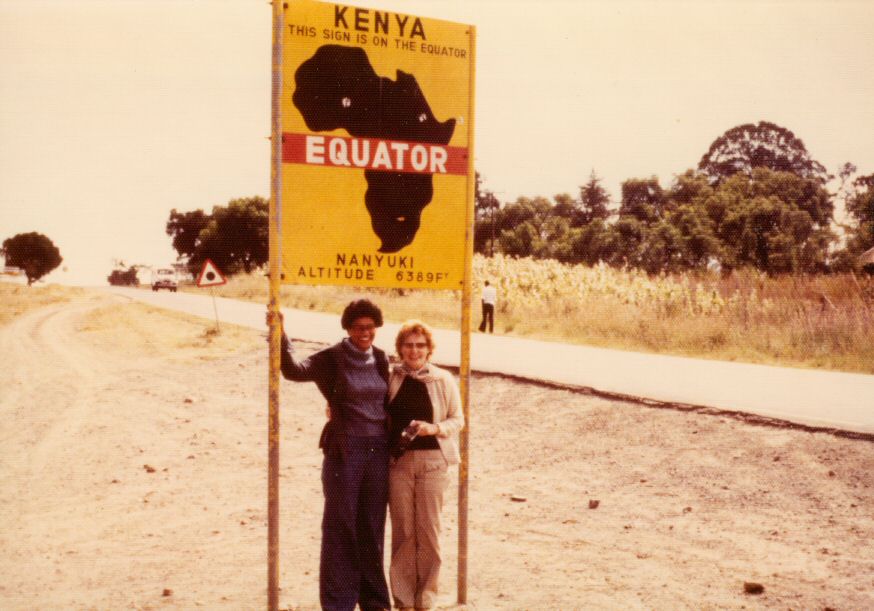 KENYA
THIS SIGN IS ON THE EQUATOR
EQUATOR
NANYUKI
ALTITUDE 6389FT